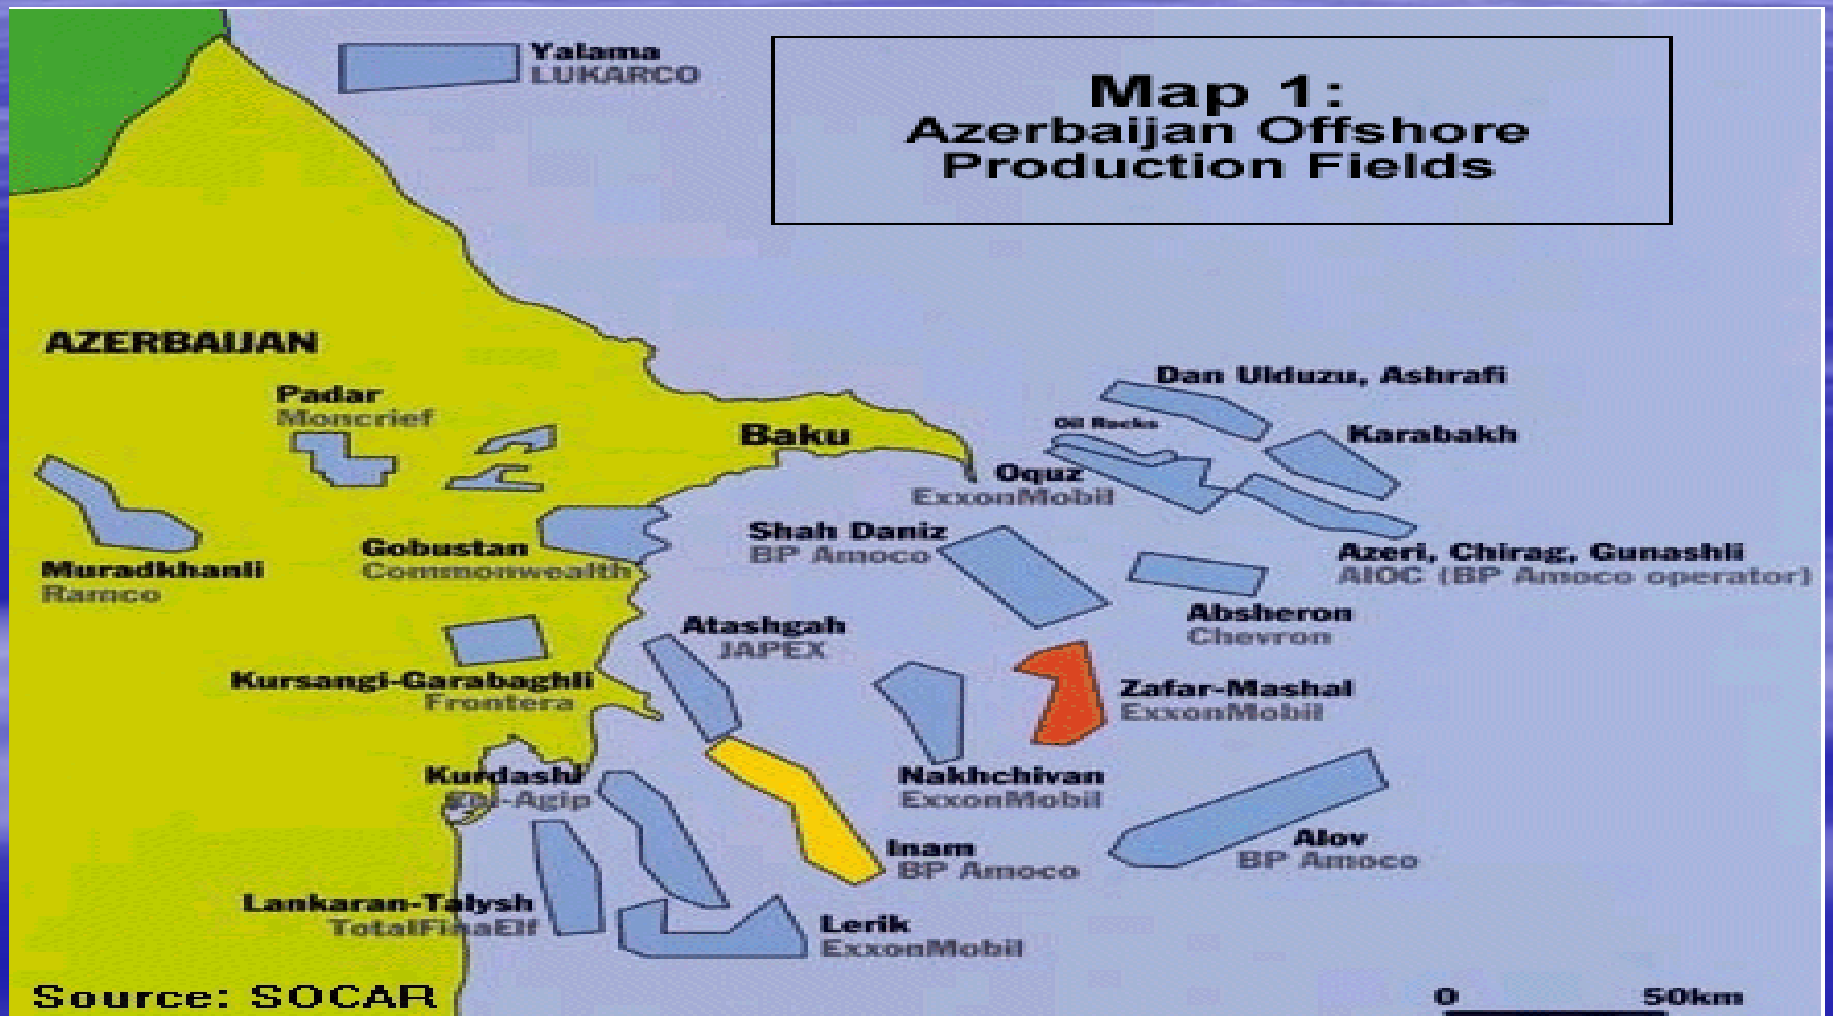 Yalama
LUKARCO
Map 1:
Azerbaijan Offshore
Production Fields
AZERBAIJAN
Padar
Moncrief
Baku
Dan Ulduzu, Ashrafi
Oil Rocks
Karabakh
Oquz
ExxonMobil
Muradkhanli
Ramco
Gobustan
Commonwealth
Shah Daniz
BP Amoco
Azeri, Chirag, Gunashli
AIOC (BP Amoco operator)
Absheron
Chevron
Atashgah
JAPEX
Kursangi-Garabaghli
Frontera
Zafar-Mashal
ExxonMobil
Kurdashi
Eni-Agip
Nakhchivan
ExxonMobil
Inam
BP Amoco
Alov
BP Amoco
Lankaran-Talysh
TotalFinaElf
Lerik
ExxonMobil
Source: SOCAR
0 50km